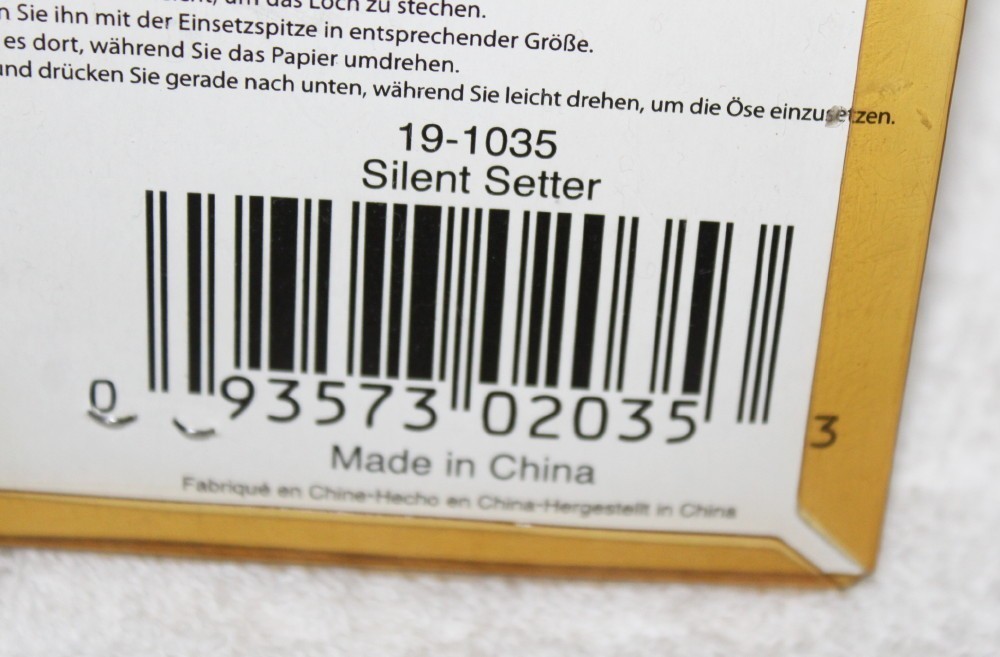 um das Loch zu stechen.
n Sie ihn mit der Einsetzspitze in entsprechender Größe.
es dort, während Sie das Papier umdrehen.
und drücken Sie gerade nach unten, während Sie leicht drehen, um die Öse einzusetzen.
19-1035
Silent Setter
0 93573 02035 3
Made in China
Fabriqué en Chine-Hecho en China-Hergestellt in China